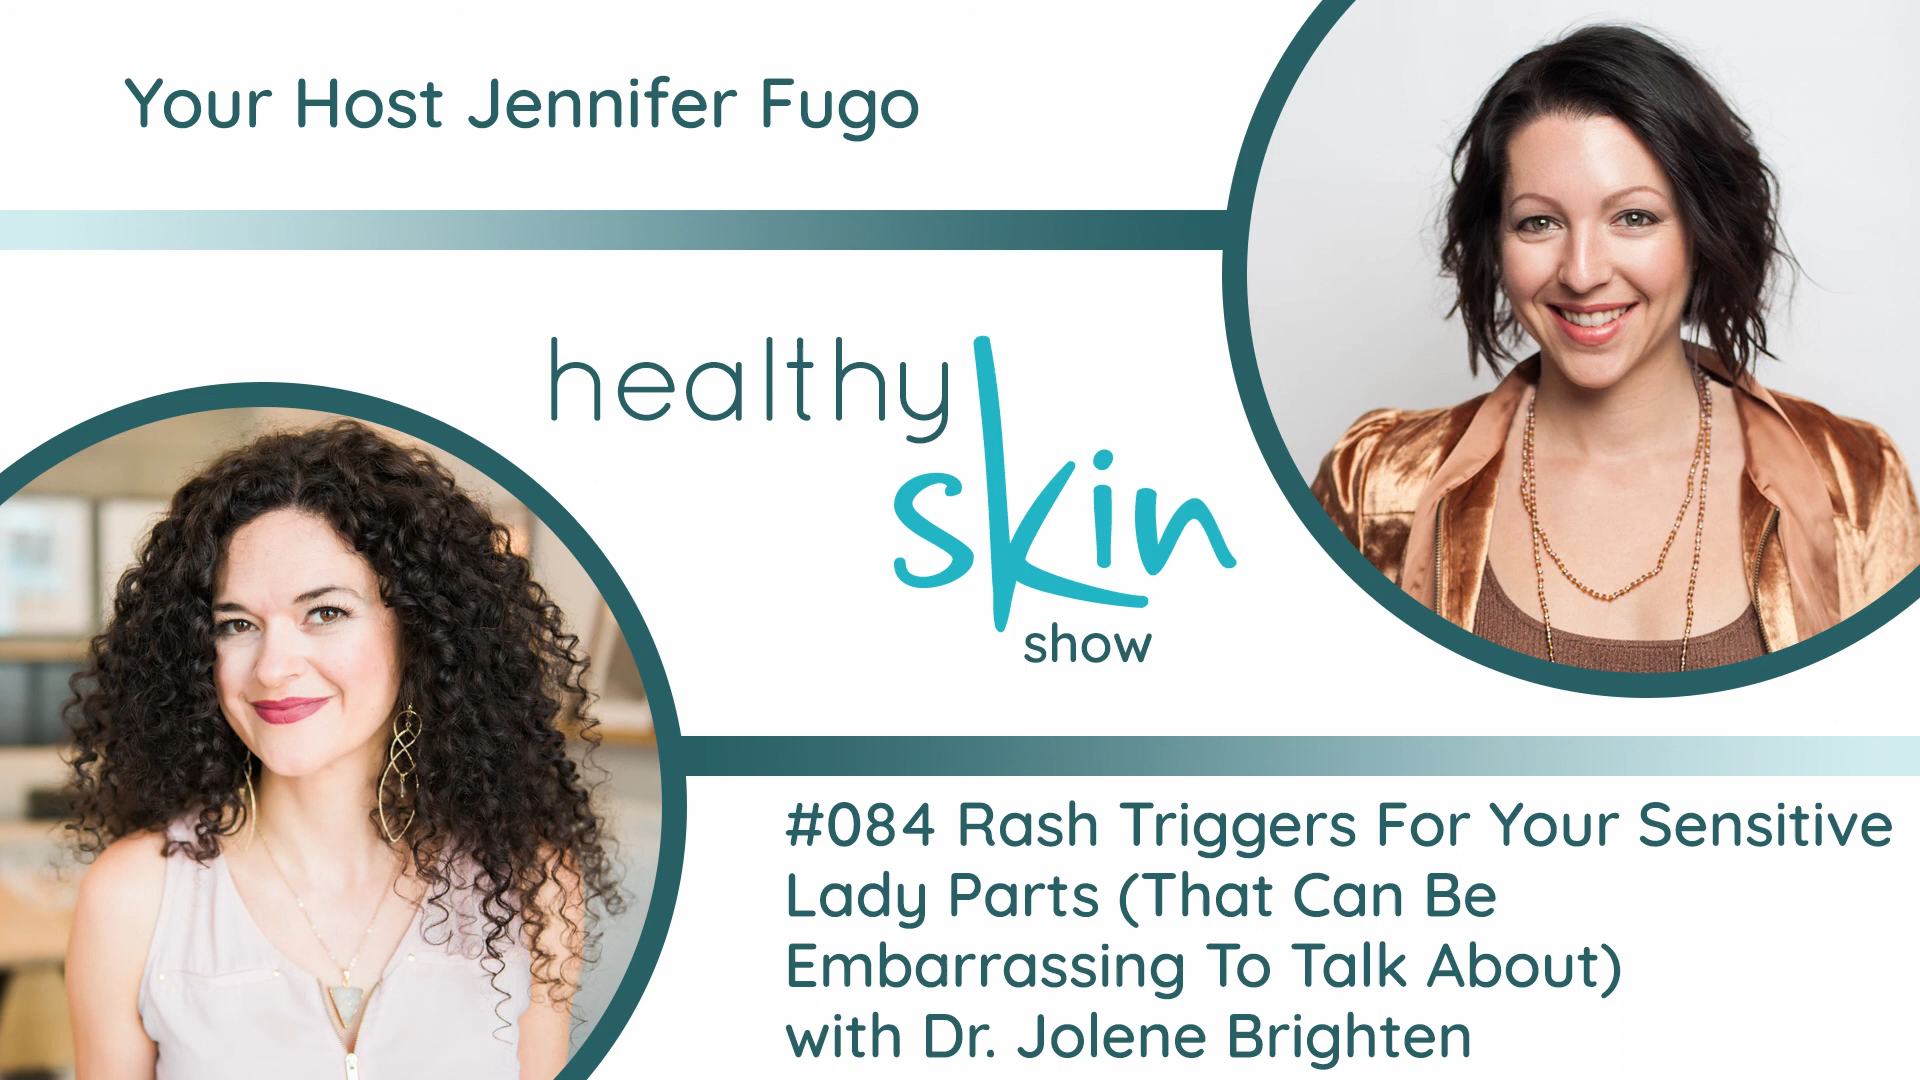 Your Host Jennifer Fugo
healthy
skin
show
#084 Rash Triggers For Your Sensitive
Lady Parts (That Can Be
Embarrassing To Talk About)
with Dr. Jolene Brighten